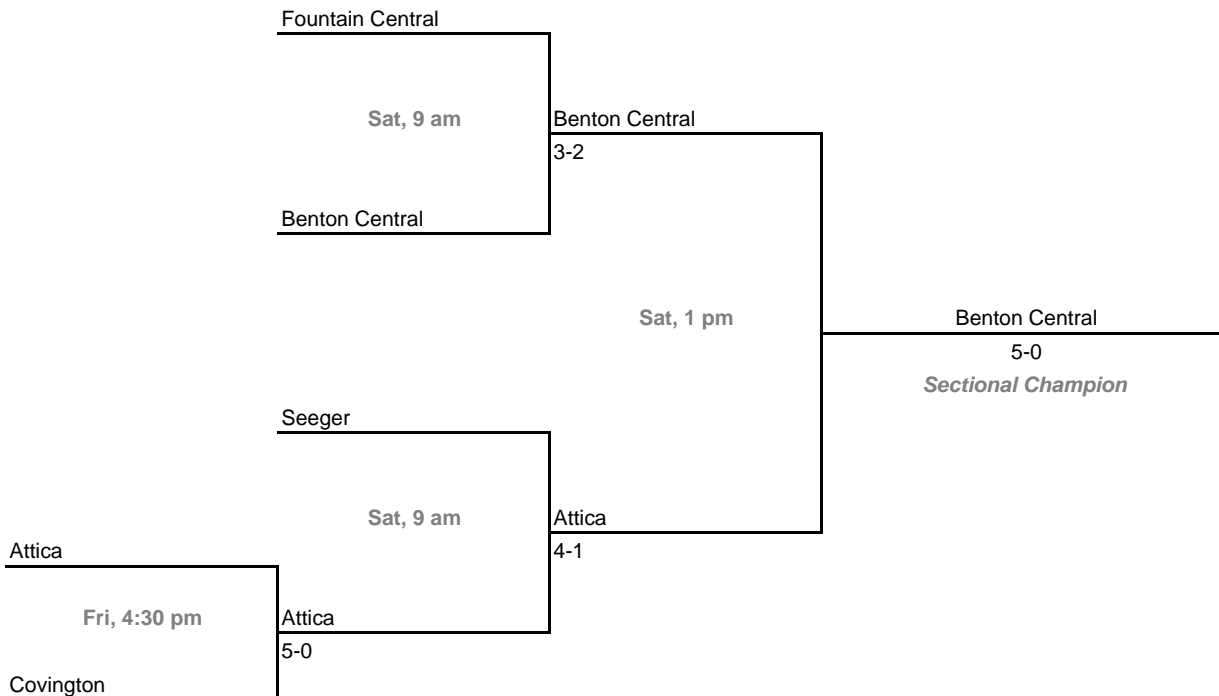 Fountain Central
Sat, 9 am
Benton Central
3-2
Benton Central
Sat, 1 pm
Benton Central
5-0
Sectional Champion
Seeger
Sat, 9 am
Attica
4-1
Attica
Fri, 4:30 pm
Attica
5-0
Covington